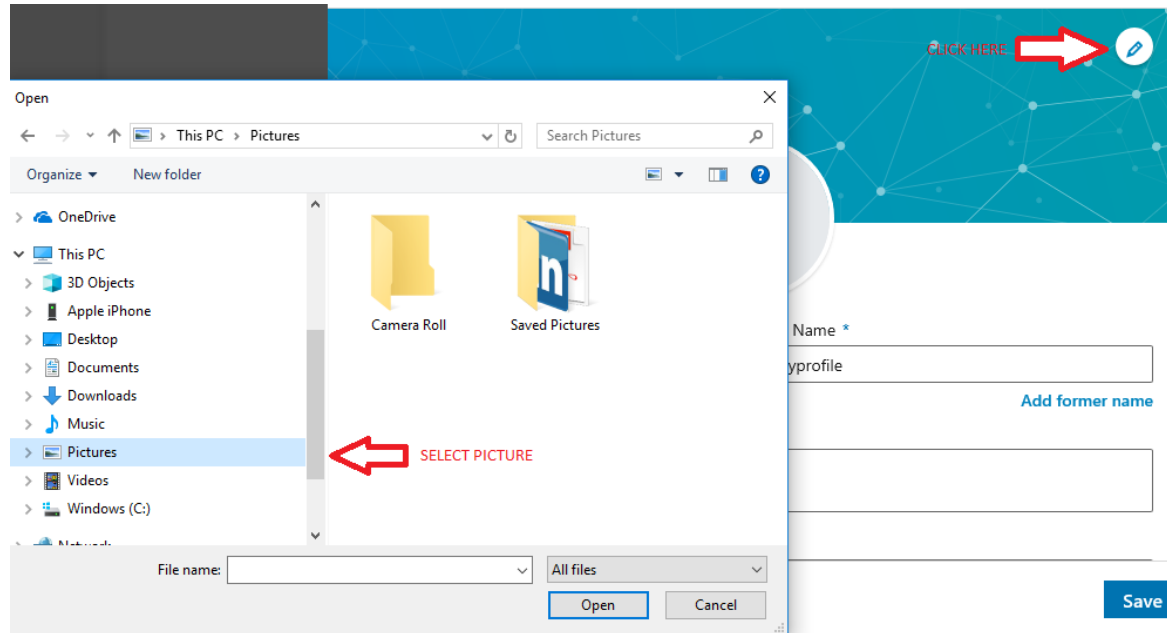 CLICK HERE
Open
This PC > Pictures
Search Pictures
Organize
New folder
OneDrive
This PC
3D Objects
Apple iPhone
Desktop
Documents
Downloads
Music
Pictures
Videos
Windows (C:)
Network
Camera Roll
n
Saved Pictures
SELECT PICTURE
Name *
yprofile
Add former name
File name:
All files
Open
Cancel
Save